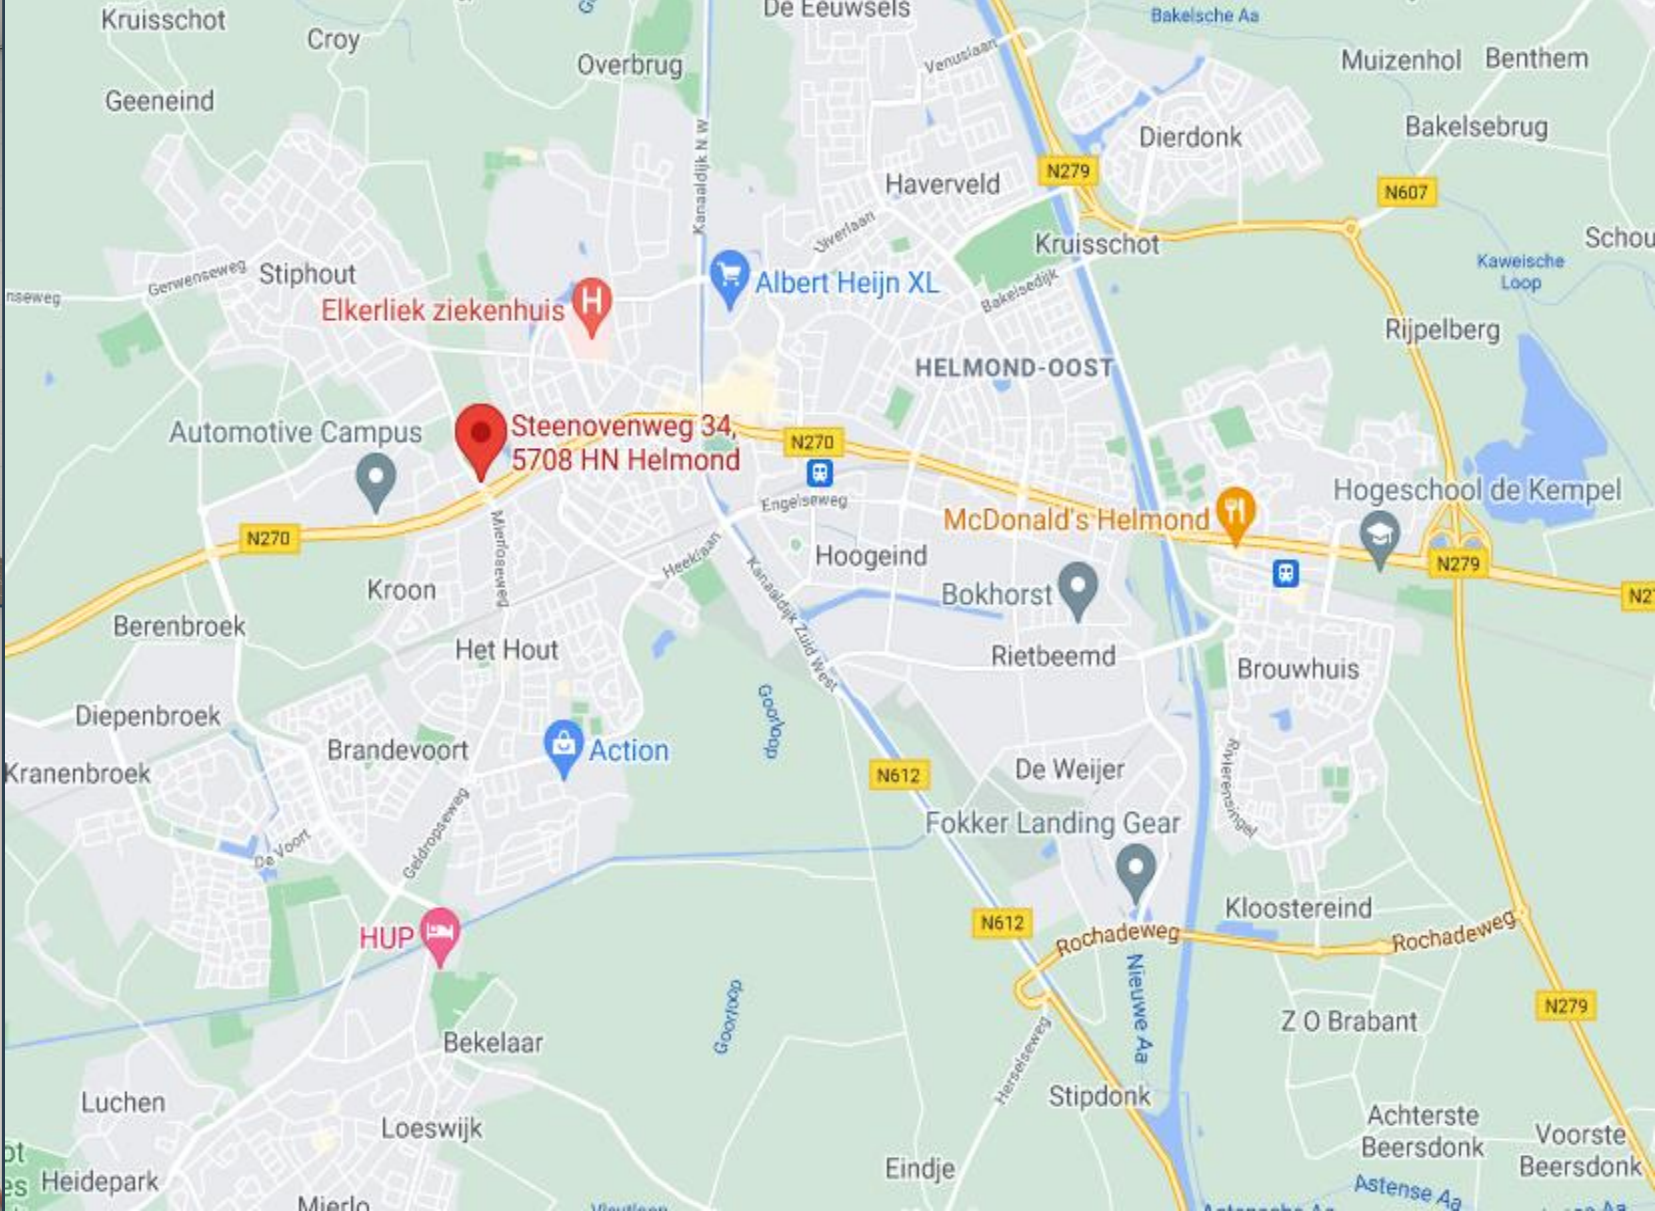 De Eeuwsels
Kruisschot
Croy
Bakelsche Aa
Overbrug
Venuslaan
Muizenhol
Benthem
Geeneind
Bakelsebrug
Dierdonk
Kanaaldijk N.W
N279
Haverveld
N607
Uiverlaan
Kruisschot
Schou
Kaweische
Loop
Gerwenseweg
Stiphout
nseweg
Albert Heijn XL
Bakelsedijk
Elkerliek ziekenhuis
H
Rijpelberg
HELMOND-OOST
Automotive Campus
Steenovenweg 34,
5708 HN Helmond
N270
Engelseweg
Hogeschool de Kempel
McDonald's Helmond
Mierloseweg
N270
Heeklaan
Hoogeind
N279
Kroon
Bokhorst
N27
Kanaaldijk Zuid West
Berenbroek
Het Hout
Rietbeemd
Brouwhuis
Goorloop
Diepenbroek
Brandevoort
Action
Kranenbroek
N612
De Weijer
Rivierensingel
Geldropseweg
Fokker Landing Gear
De Voort
Kloostereind
HUP
N612
Rochadeweg
Rochadeweg
Nieuwe Aa
Goorloop
N279
Z O Brabant
Bekelaar
Herselseweg
Luchen
Stipdonk
Loeswijk
Achterste
Beersdonk
Voorste
Beersdonk
ot
es
Heidepark
Eindje
Astense Aa
Mierlo